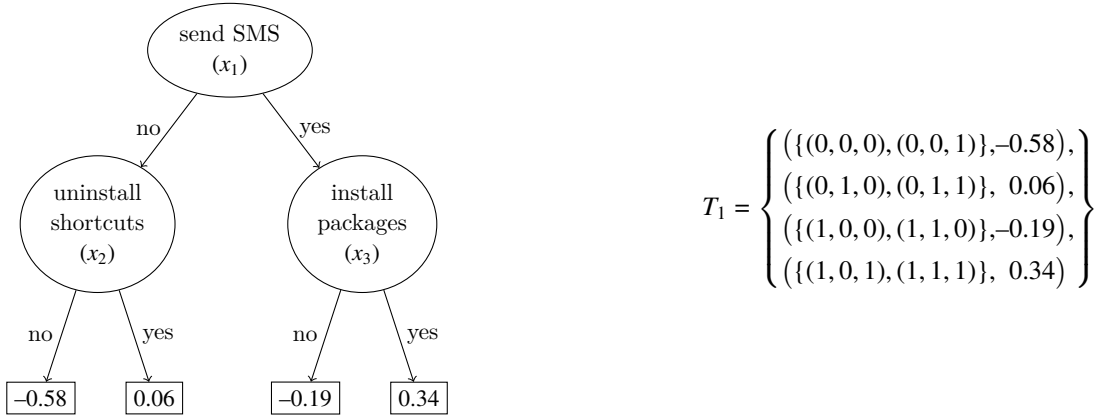 send SMS
(x₁)
no
yes
uninstall
shortcuts
(x₂)
install
packages
(x₃)
no
yes
no
yes
–0.58
0.06
–0.19
0.34
T₁ =
({(0, 0, 0), (0, 0, 1)},–0.58),
({(0, 1, 0), (0, 1, 1)}, 0.06),
({(1, 0, 0), (1, 1, 0)},–0.19),
({(1, 0, 1), (1, 1, 1)}, 0.34)